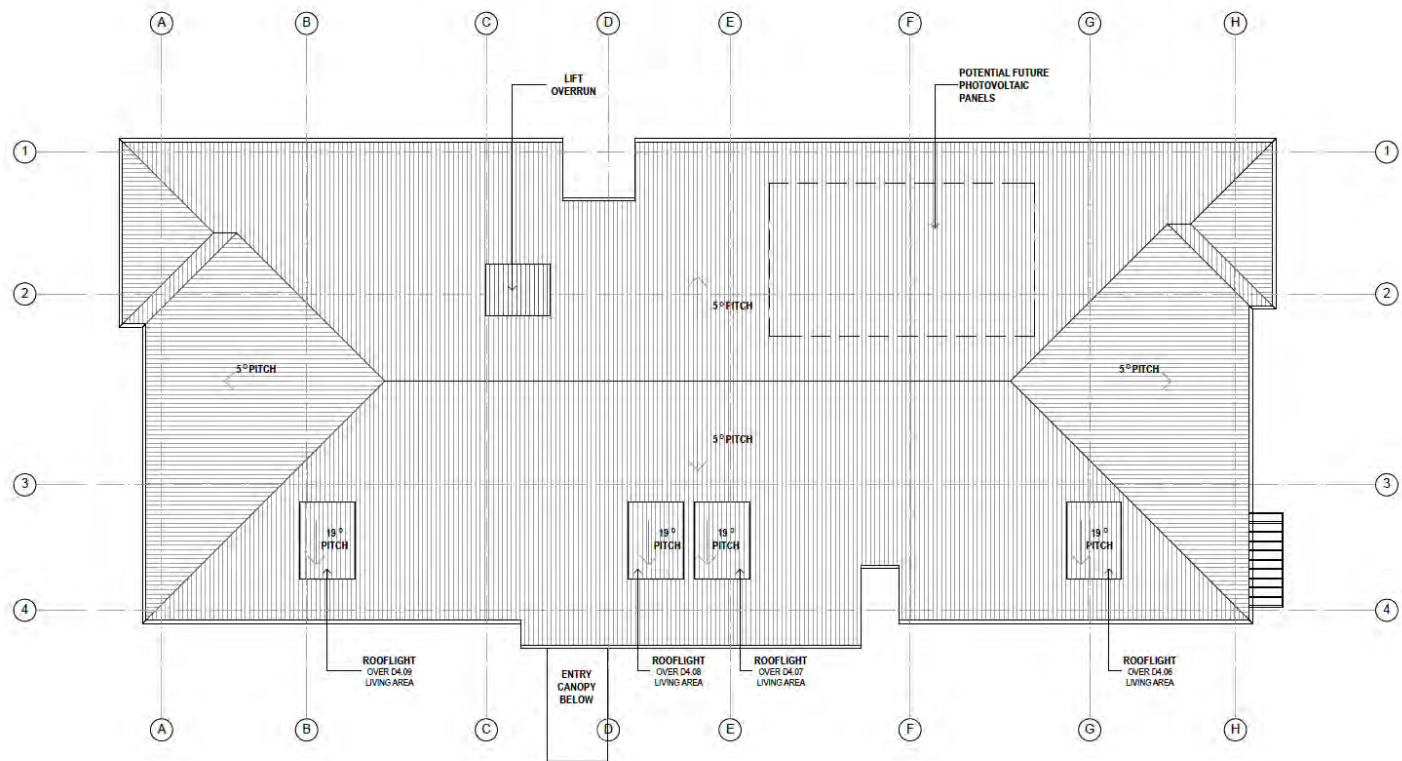 A B C D E F G H
LIFT
OVERRUN
POTENTIAL FUTURE
PHOTOVOLTAIC
PANELS
1 1
2 2
5° PITCH
5° PITCH
5° PITCH
5° PITCH
3 3
19°
PITCH
19°
PITCH
19°
PITCH
19°
PITCH
4 4
ROOFLIGHT
OVER D4.09
LIVING AREA
ENTRY
CANOPY
BELOW
ROOFLIGHT
OVER D4.08
LIVING AREA
ROOFLIGHT
OVER D4.07
LIVING AREA
ROOFLIGHT
OVER D4.06
LIVING AREA
A B C D E F G H